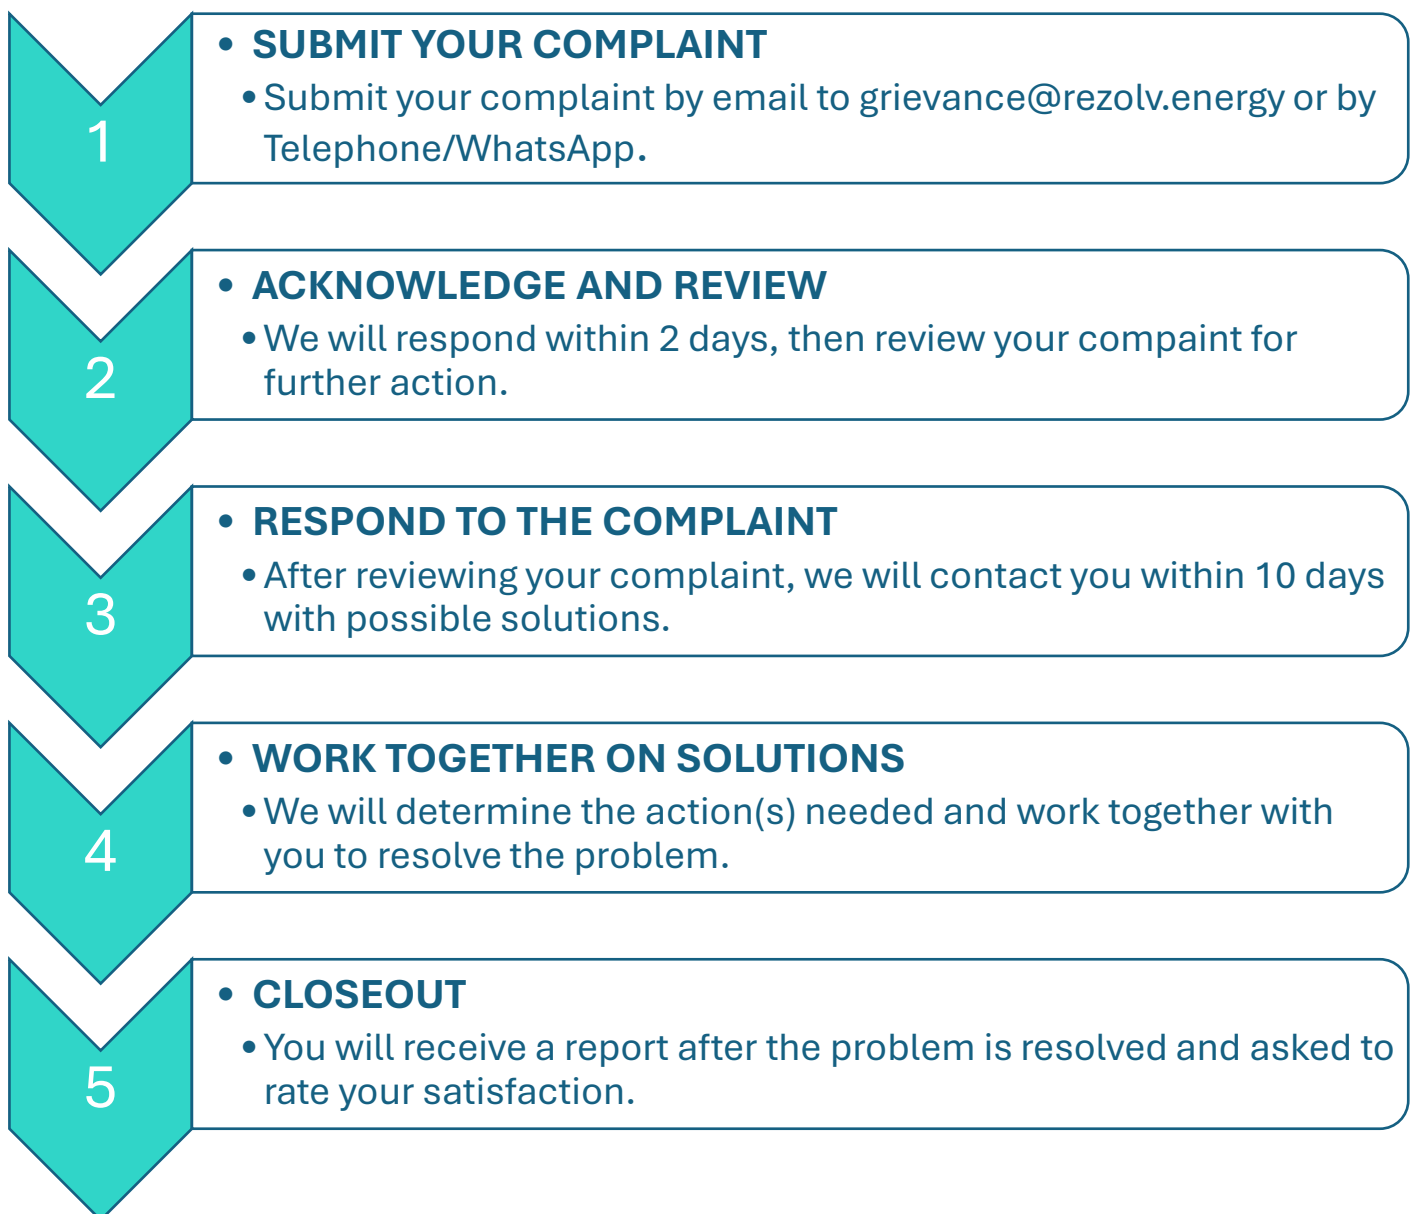 1
• SUBMIT YOUR COMPLAINT
• Submit your complaint by email to grievance@rezolv.energy or by
Telephone/WhatsApp.
2
• ACKNOWLEDGE AND REVIEW
• We will respond within 2 days, then review your compaint for
further action.
3
• RESPOND TO THE COMPLAINT
• After reviewing your complaint, we will contact you within 10 days
with possible solutions.
4
• WORK TOGETHER ON SOLUTIONS
• We will determine the action(s) needed and work together with
you to resolve the problem.
5
• CLOSEOUT
• You will receive a report after the problem is resolved and asked to
rate your satisfaction.